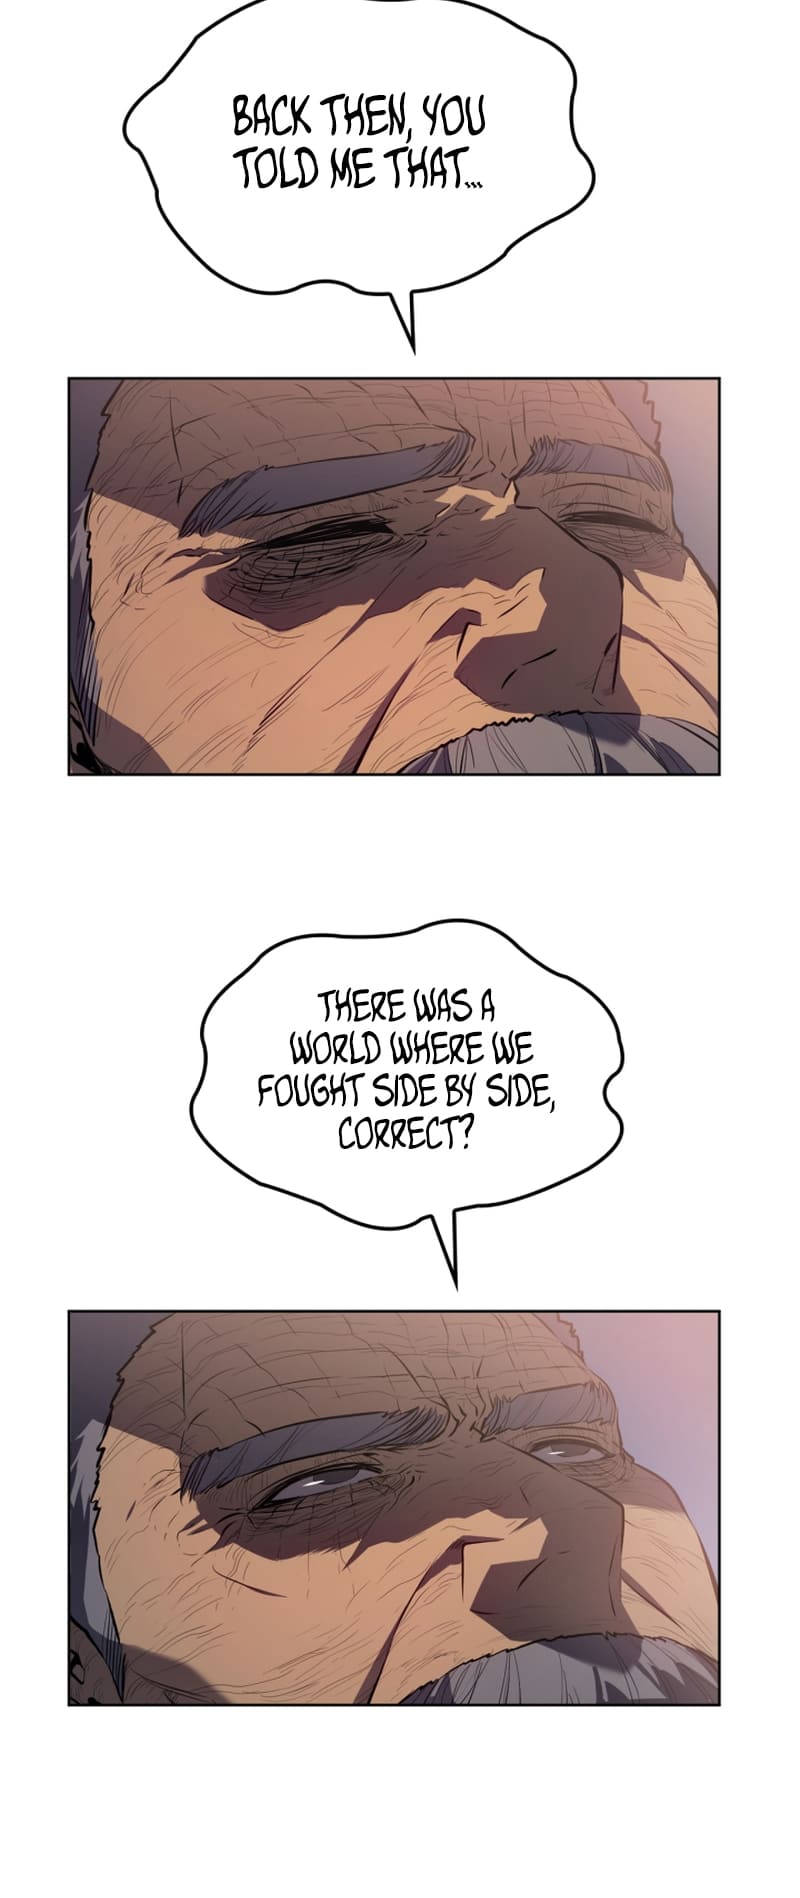 BACK THEN, YOU
TOLD ME THAT...
THERE WAS A
WORLD WHERE WE
FOUGHT SIDE BY SIDE,
CORRECT?